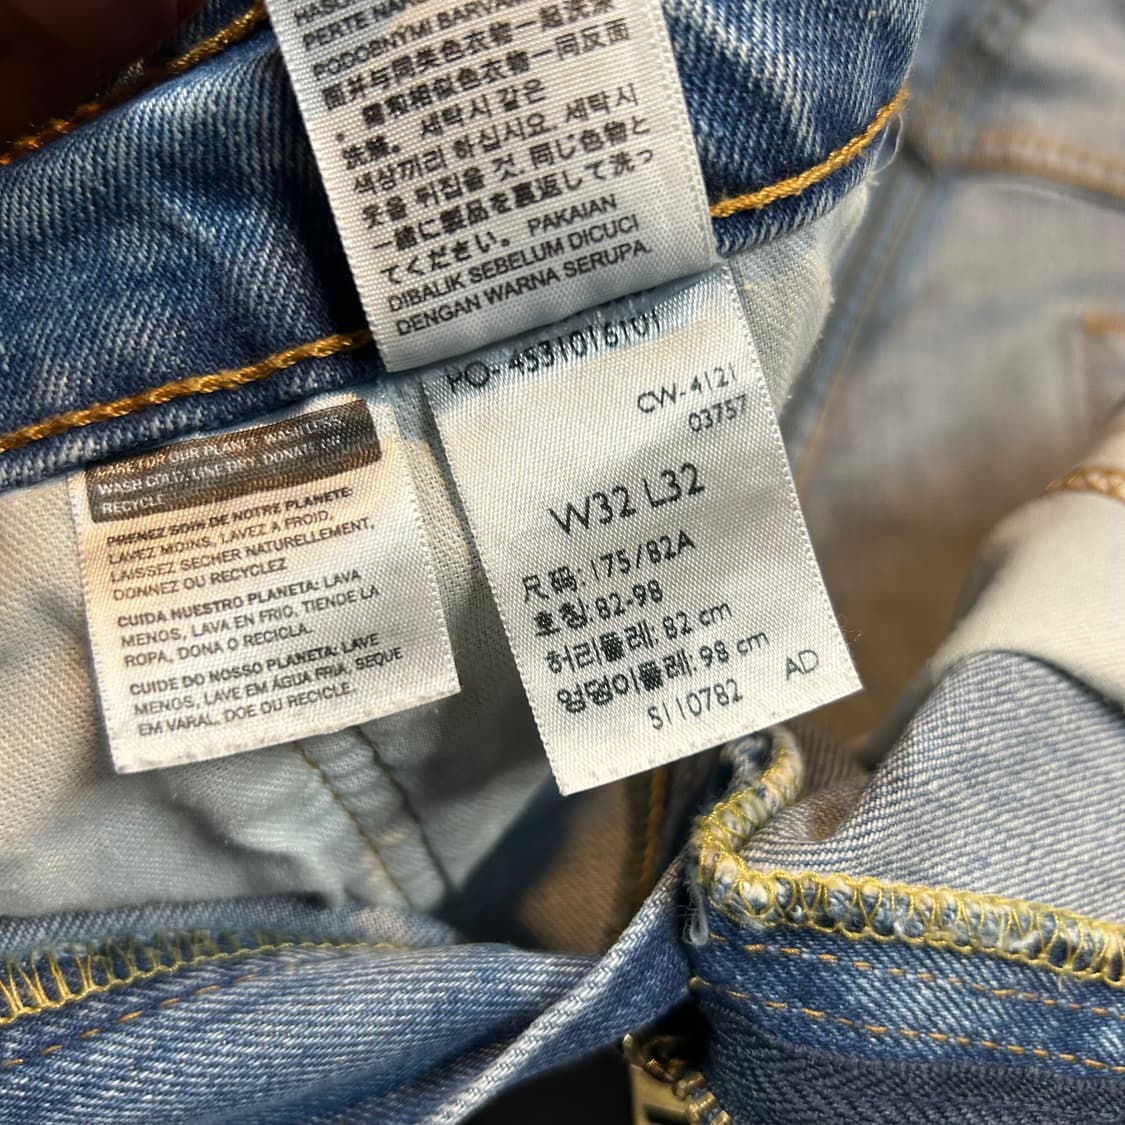 PODOBNYMI BARVAMI
面并与同类色衣物一起洗涤
。需和相似色衣物一同反面
洗滌。 세탁시 같은
색상끼리 하십시오. 세탁시
옷을 뒤집을 것. 同じ色物と
一緒に製品を裏返して洗っ
てください。 PAKAIAN
DIBALIK SEBELUM DICUCI
DENGAN WARNA SERUPA.
PO-4531016101
CW-4121
03757
W32 L32
尺码: 175/82A
호칭: 82-98
허리둘레: 82 cm
엉덩이둘레: 98 cm
S110782 AD
CARE FOR OUR PLANET: WASH LESS,
WASH COLD, LINE DRY, DONATE OR
RECYCLE
PRENEZ SOIN DE NOTRE PLANETE:
LAVEZ MOINS, LAVEZ A FROID,
LAISSEZ SECHER NATURELLEMENT,
DONNEZ OU RECYCLEZ
CUIDA NUESTRO PLANETA: LAVA
MENOS, LAVA EN FRIO, TIENDE LA
ROPA, DONA O RECICLA.
CUIDE DO NOSSO PLANETA: LAVE
MENOS, LAVE EM ÁGUA FRIA, SEQUE
EM VARAL, DOE OU RECICLE.